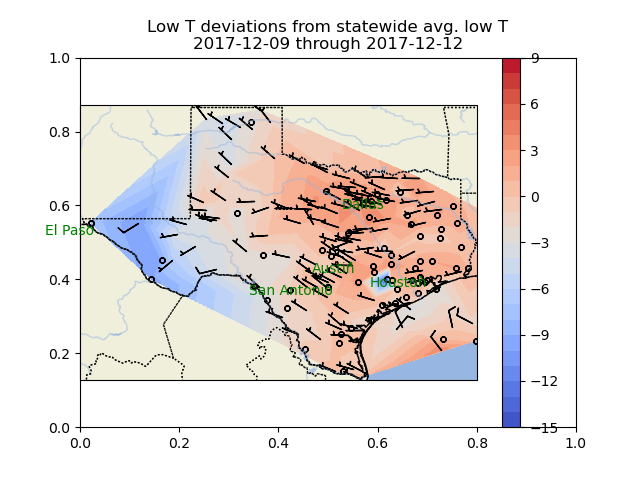 Low T deviations from statewide avg. low T
2017-12-09 through 2017-12-12
1.0
0.8
0.6
0.4
0.2
0.0
0.0 0.2 0.4 0.6 0.8 1.0
El Paso
Dallas
Austin
San Antonio
Houston
9
6
3
0
−3
−6
−9
−12
−15